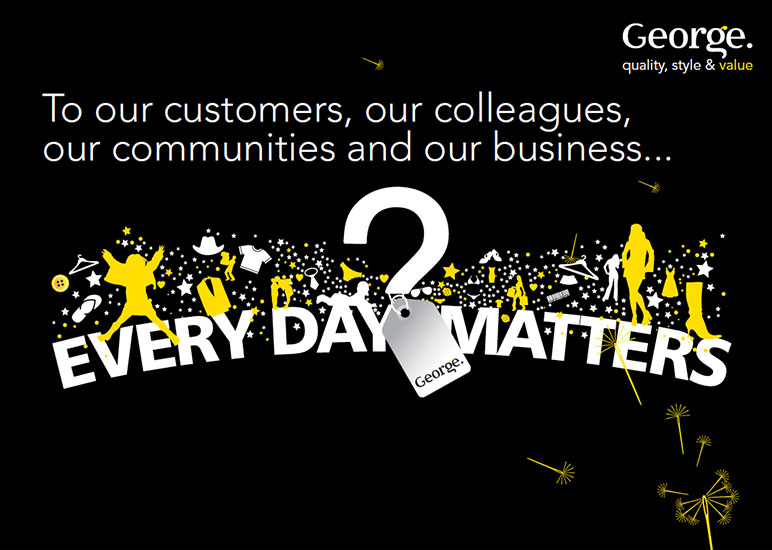 George.
quality, style & value
To our customers, our colleagues,
our communities and our business...
?
EVERY DAY MATTERS
George.